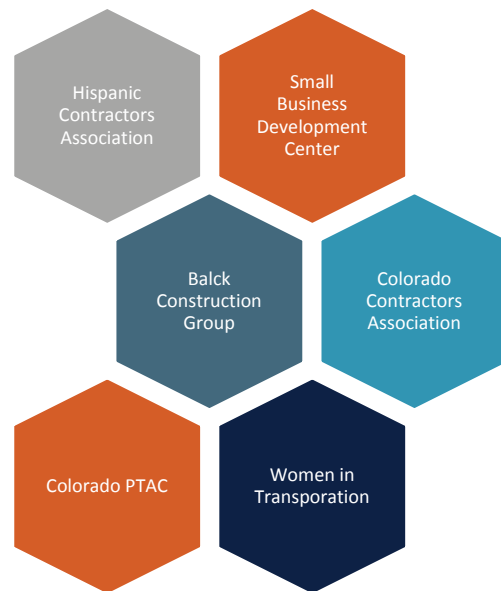 Hispanic
Contractors
Association
Small
Business
Development
Center
Balck
Construction
Group
Colorado
Contractors
Association
Colorado PTAC
Women in
Transporation